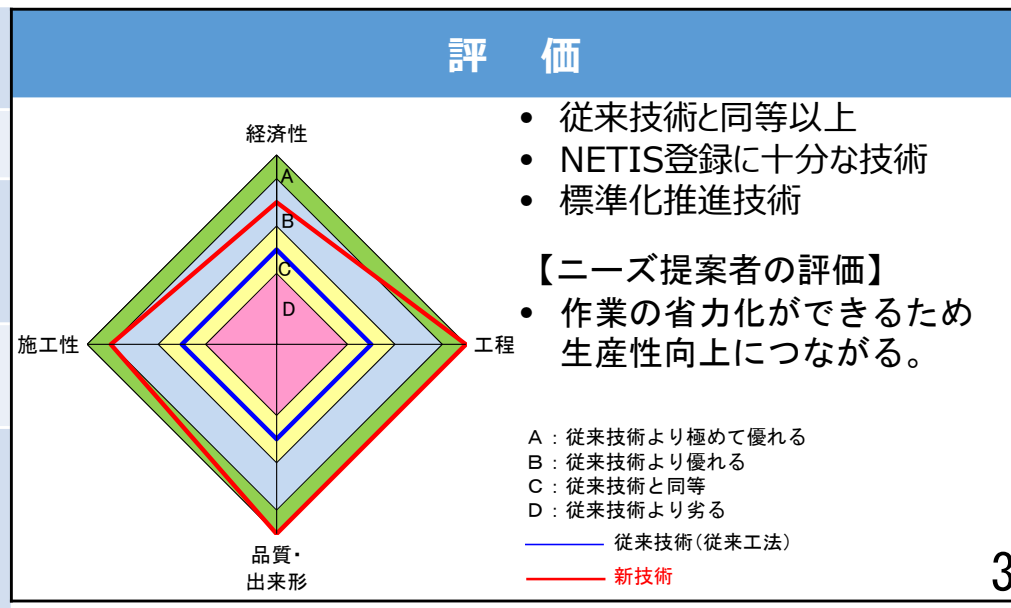 評 価
経済性
A
B
C
D
施工性
工程
品質・
出来形
• 従来技術と同等以上
• NETIS登録に十分な技術
• 標準化推進技術
【ニーズ提案者の評価】
• 作業の省力化ができるため
生産性向上につながる。
A：従来技術より極めて優れる
B：従来技術より優れる
C：従来技術と同等
D：従来技術より劣る
従来技術(従来工法)
新技術
3